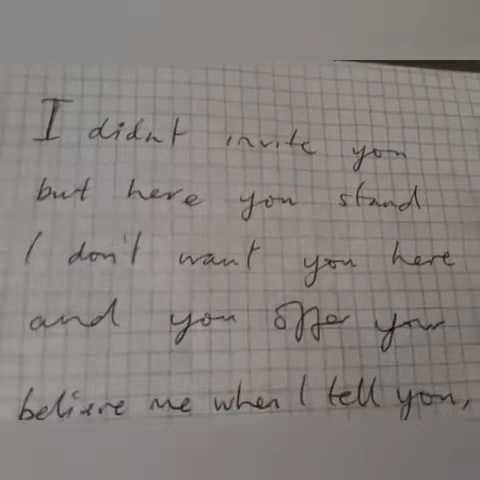 I didnt invite you
but here you stand
I don't want you here
and you offer your
believe me when I tell you,